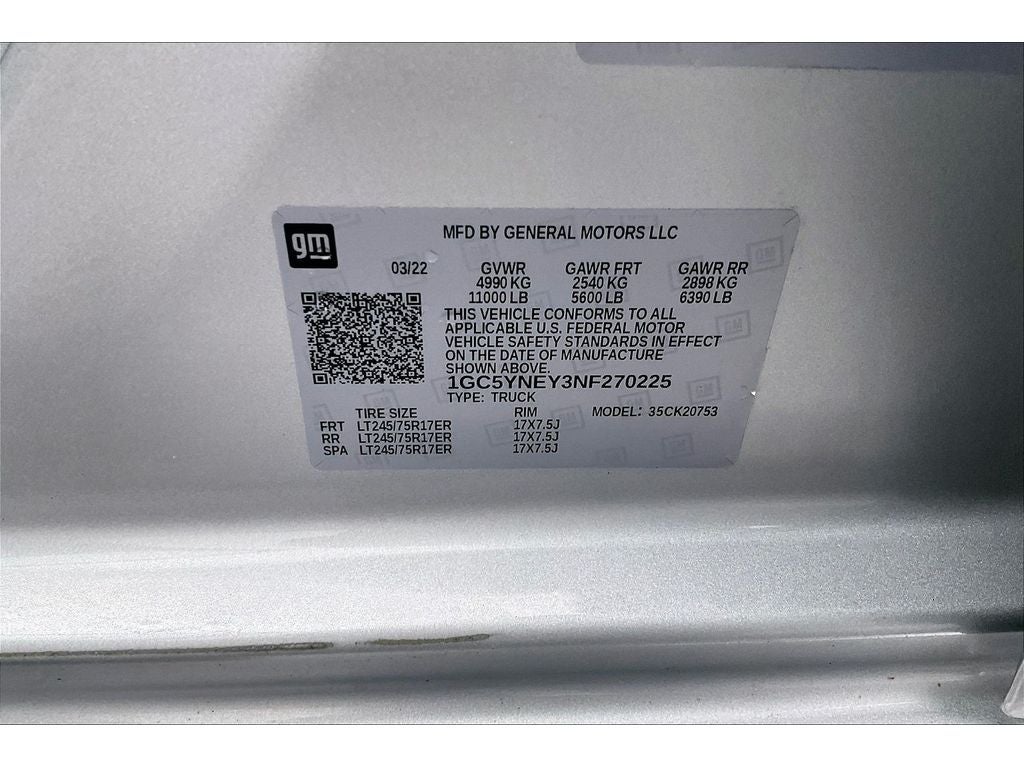 gm
MFD BY GENERAL MOTORS LLC
03/22 GVWR GAWR FRT GAWR RR
4990 KG 2540 KG 2898 KG
11000 LB 5600 LB 6390 LB
THIS VEHICLE CONFORMS TO ALL
APPLICABLE U.S. FEDERAL MOTOR
VEHICLE SAFETY STANDARDS IN EFFECT
ON THE DATE OF MANUFACTURE
SHOWN ABOVE.
1GC5YNEY3NF270225
TYPE: TRUCK
TIRE SIZE RIM MODEL: 35CK20753
FRT LT245/75R17ER 17X7.5J
RR LT245/75R17ER 17X7.5J
SPA LT245/75R17ER 17X7.5J